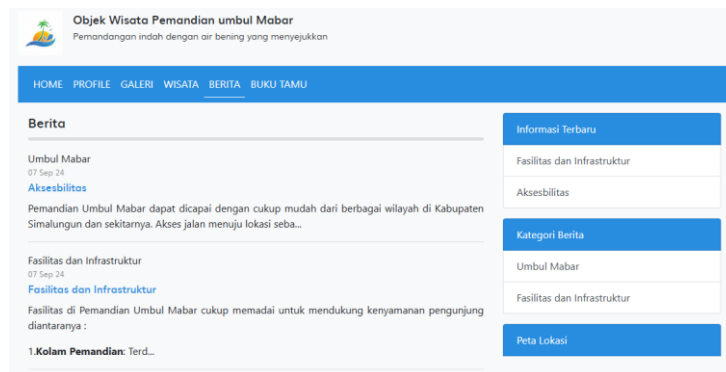 Objek Wisata Pemandian umbul Mabar
Pemandangan indah dengan air bening yang menyejukkan
HOME PROFILE GALERI WISATA BERITA BUKU TAMU
Berita
Umbul Mabar
07 Sep 24
Aksesbilitas
Pemandian Umbul Mabar dapat dicapai dengan cukup mudah dari berbagai wilayah di Kabupaten
Simalungun dan sekitarnya. Akses jalan menuju lokasi seba...
Fasilitas dan Infrastruktur
07 Sep 24
Fasilitas dan Infrastruktur
Fasilitas di Pemandian Umbul Mabar cukup memadai untuk mendukung kenyamanan pengunjung
diantaranya :
1.Kolam Pemandian: Terd...
Informasi Terbaru
Fasilitas dan Infrastruktur
Aksesbilitas
Kategori Berita
Umbul Mabar
Fasilitas dan Infrastruktur
Peta Lokasi